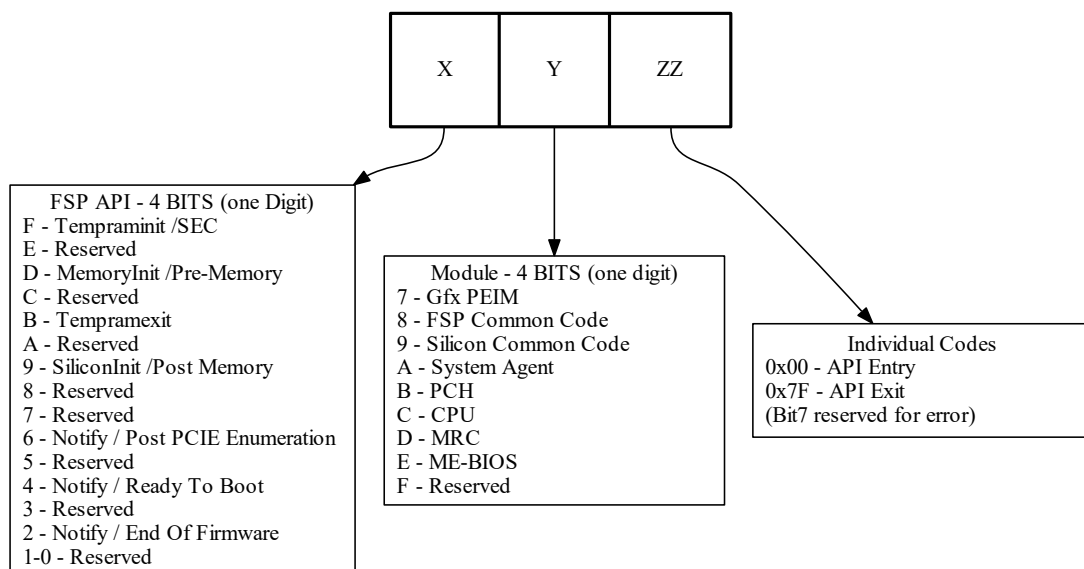 X
Y
ZZ
FSP API - 4 BITS (one Digit)
F - Tempraminit /SEC
E - Reserved
D - MemoryInit /Pre-Memory
C - Reserved
B - Tempramexit
A - Reserved
9 - SiliconInit /Post Memory
8 - Reserved
7 - Reserved
6 - Notify / Post PCIE Enumeration
5 - Reserved
4 - Notify / Ready To Boot
3 - Reserved
2 - Notify / End Of Firmware
1-0 - Reserved
Module - 4 BITS (one digit)
7 - Gfx PEIM
8 - FSP Common Code
9 - Silicon Common Code
A - System Agent
B - PCH
C - CPU
D - MRC
E - ME-BIOS
F - Reserved
Individual Codes
0x00 - API Entry
0x7F - API Exit
(Bit7 reserved for error)